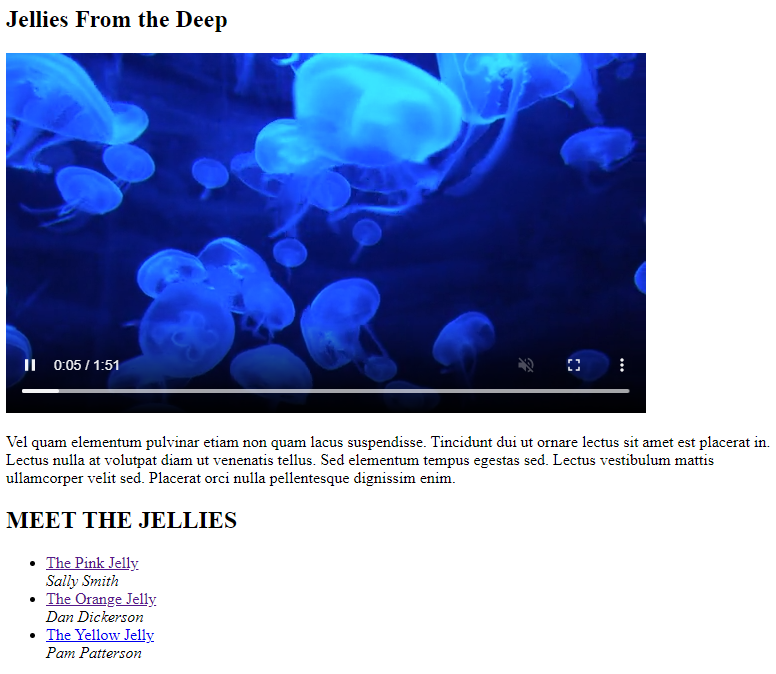 Jellies From the Deep
0:05 / 1:51
Vel quam elementum pulvinar etiam non quam lacus suspendisse. Tincidunt dui ut ornare lectus sit amet est placerat in.
Lectus nulla at volutpat diam ut venenatis tellus. Sed elementum tempus egestas sed. Lectus vestibulum mattis
ullamcorper velit sed. Placerat orci nulla pellentesque dignissim enim.
MEET THE JELLIES
The Pink Jelly
Sally Smith
The Orange Jelly
Dan Dickerson
The Yellow Jelly
Pam Patterson